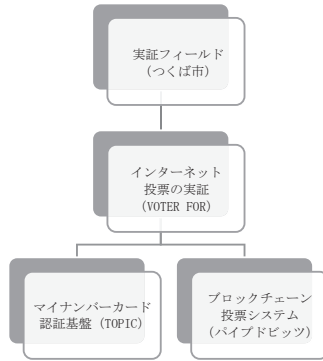 実証フィールド
(つくば市)
インターネット
投票の実証
(VOTER FOR)
マイナンバーカード
認証基盤 (TOPIC)
ブロックチェーン
投票システム
(パイプドビッツ)